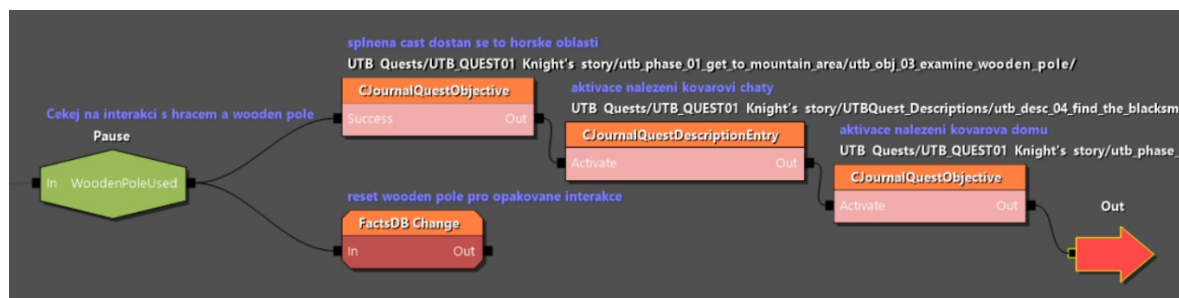 splnena cast dostan se to horske oblasti
UTB Quests/UTB_QUEST01 Knight's story/utb_phase_01_get_to_mountain_area/utb_obj_03_examine_wooden_pole/
CJournalQuestObjective
Success Out
aktivace nalezeni kovarovi chaty
UTB Quests/UTB_QUEST01 Knight's story/UTBQuest_Descriptions/utb_desc_04_find_the_blacksm
CJournalQuestDescriptionEntry
Activate Out
aktivace nalezeni kovarova domu
UTB Quests/UTB_QUEST01 Knight's story/utb_phase_
CJournalQuestObjective
Activate Out
Out
Cekej na interakci s hracem a wooden pole
Pause
In WoodenPoleUsed
reset wooden pole pro opakovane interakce
FactsDB Change
In Out